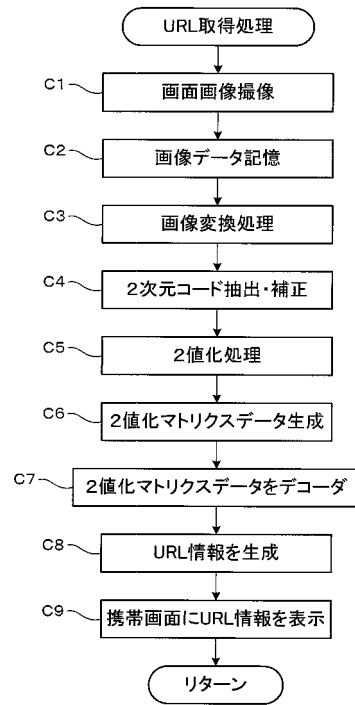 URL取得処理
C1 画面画像撮像
C2 画像データ記憶
C3 画像変換処理
C4 2次元コード抽出・補正
C5 2値化処理
C6 2値化マトリクスデータ生成
C7 2値化マトリクスデータをデコーダ
C8 URL情報を生成
C9 携帯画面にURL情報を表示
リターン